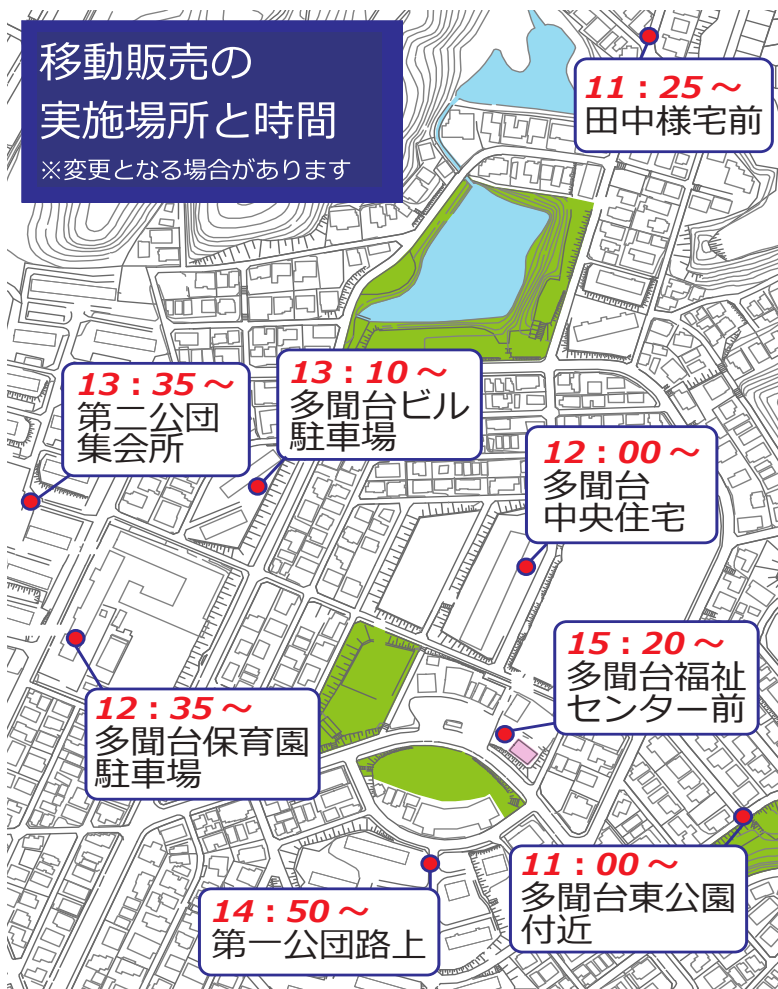 移動販売の
実施場所と時間
※変更となる場合があります
11：25～
田中様宅前
13：35～
第二公団
集会所
13：10～
多聞台ビル
駐車場
12：00～
多聞台
中央住宅
15：20～
多聞台福祉
センター前
12：35～
多聞台保育園
駐車場
11：00～
多聞台東公園
付近
14：50～
第一公団路上